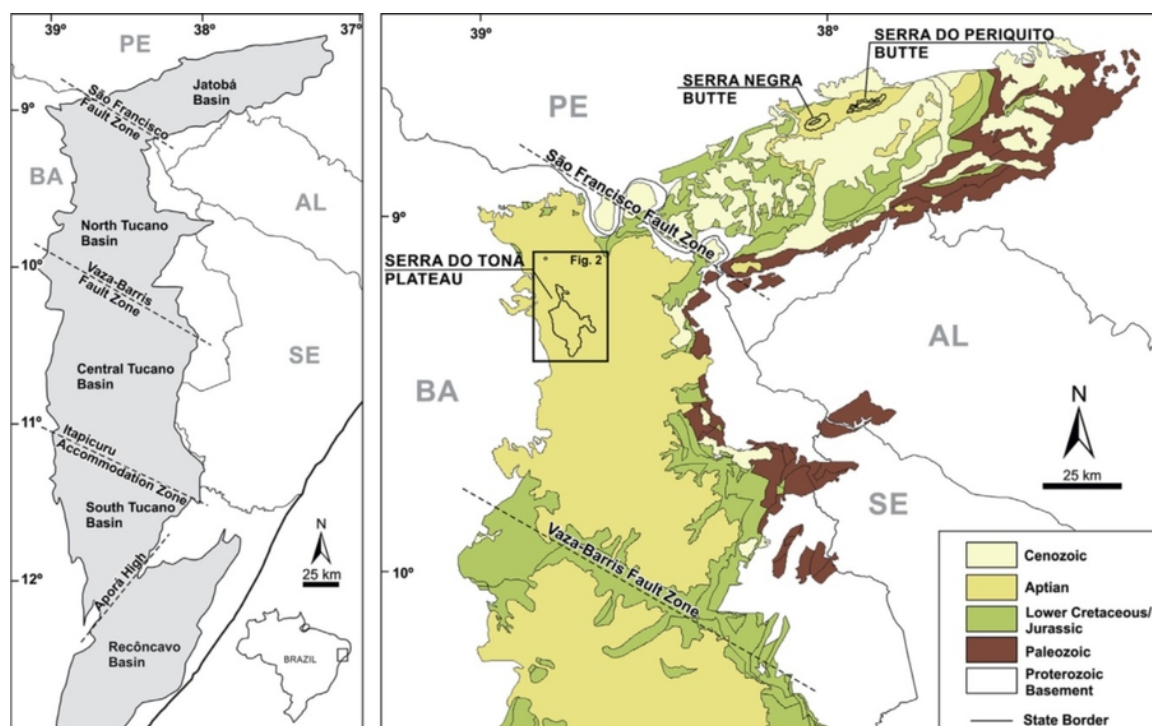 39º
38º
37º
PE
Jatobá
Basin
9º
São Francisco
Fault Zone
BA
AL
North Tucano
Basin
10º
Vaza-Barris
Fault Zone
SE
Central Tucano
Basin
11º
Itapicuru
Accommodation Zone
South Tucano
Basin
N
25 km
12º
Aporá High
Recôncavo
Basin
BRAZIL
39º
38º
SERRA DO PERIQUITO
BUTTE
SERRA NEGRA
BUTTE
PE
São Francisco Fault Zone
9º
Fig. 2
SERRA DO TONÃ
PLATEAU
AL
BA
N
25 km
SE
Vaza-Barris Fault Zone
10º
Cenozoic
Aptian
Lower Cretaceous/
Jurassic
Paleozoic
Proterozoic
Basement
State Border